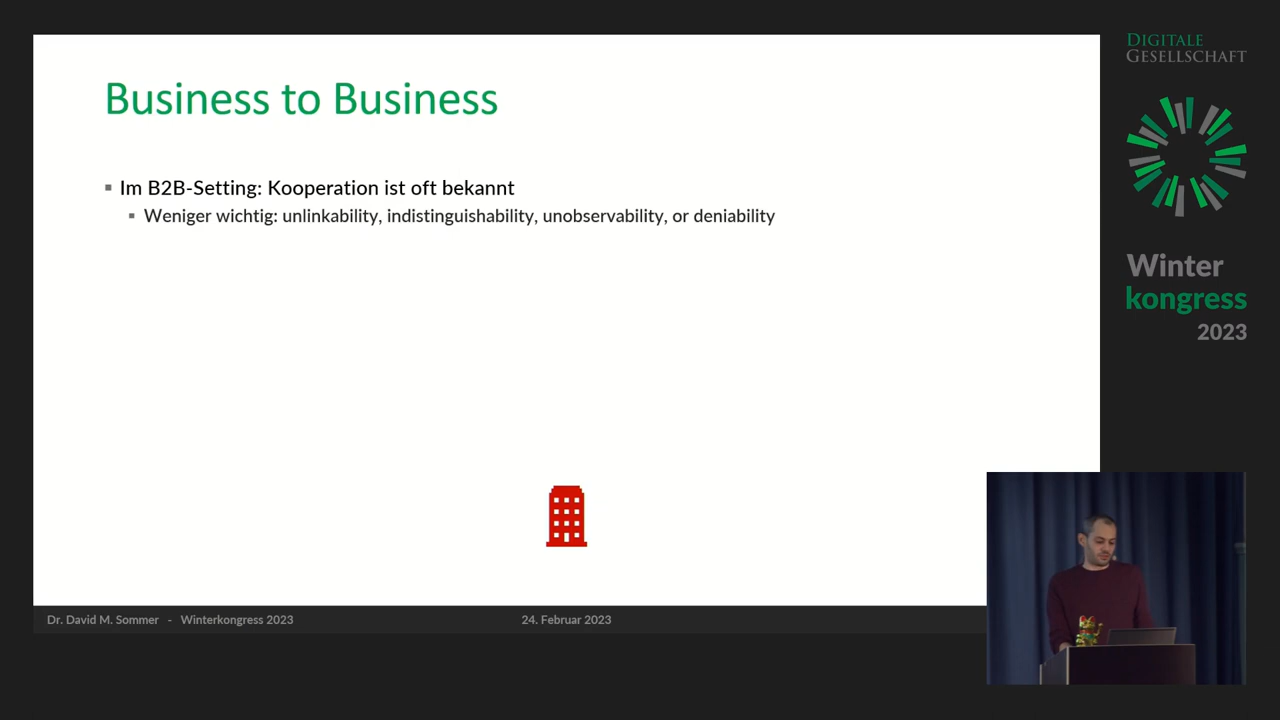 Business to Business
Im B2B-Setting: Kooperation ist oft bekannt
Weniger wichtig: unlinkability, indistinguishability, unobservability, or deniability
Dr. David M. Sommer - Winterkongress 2023
24. Februar 2023
DIGITALE
GESELLSCHAFT
Winter
kongress
2023